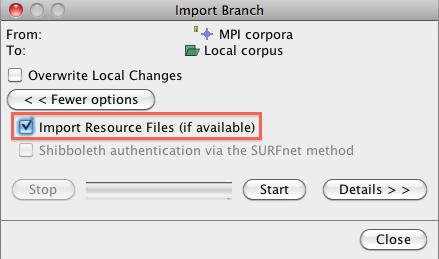 Import Branch
From: MPI corpora
To: Local corpus
Overwrite Local Changes
< < Fewer options
Import Resource Files (if available)
Shibboleth authentication via the SURFnet method
Stop Start Details > >
Close